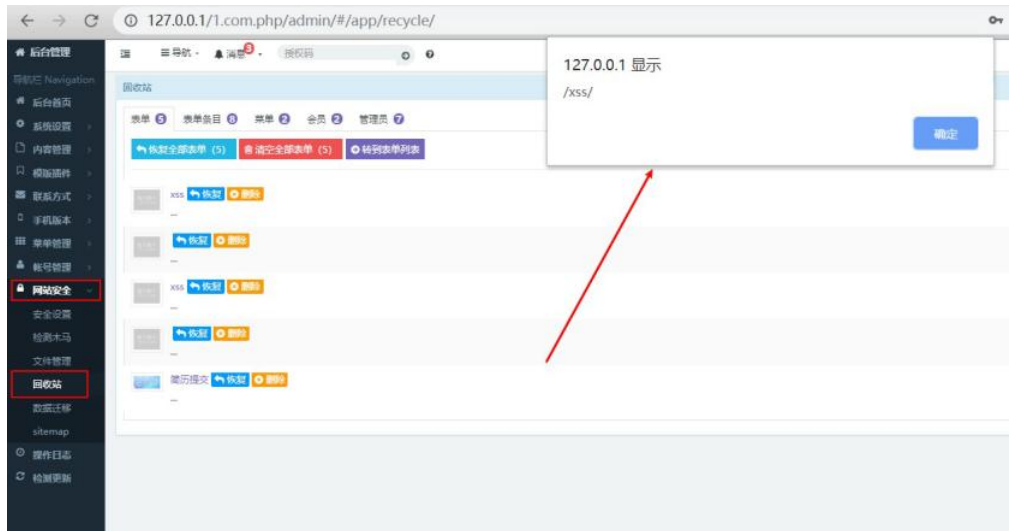 127.0.0.1/1.com.php/admin/#/app/recycle/
后台管理
导航 3 消息 授权码
导航栏 Navigation
后台首页
系统设置
内容管理
模版插件
联系方式
手机版本
菜单管理
帐号管理
网站安全
安全设置
检测木马
文件管理
回收站
数据迁移
sitemap
操作日志
检测更新
回收站
表单 5 表单条目 8 菜单 2 会员 2 管理员 7
恢复全部表单 (5) 清空全部表单 (5) 转到表单列表
xss 恢复 删除
--
恢复 删除
--
xss 恢复 删除
--
恢复 删除
--
简历提交 恢复 删除
--
127.0.0.1 显示
/xss/
确定